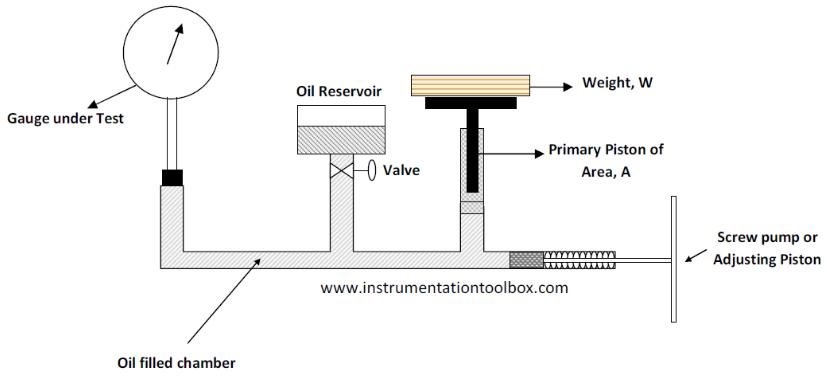 Oil Reservoir
Weight, W
Gauge under Test
Primary Piston of
Area, A
Valve
Screw pump or
Adjusting Piston
www.instrumentationtoolbox.com
Oil filled chamber